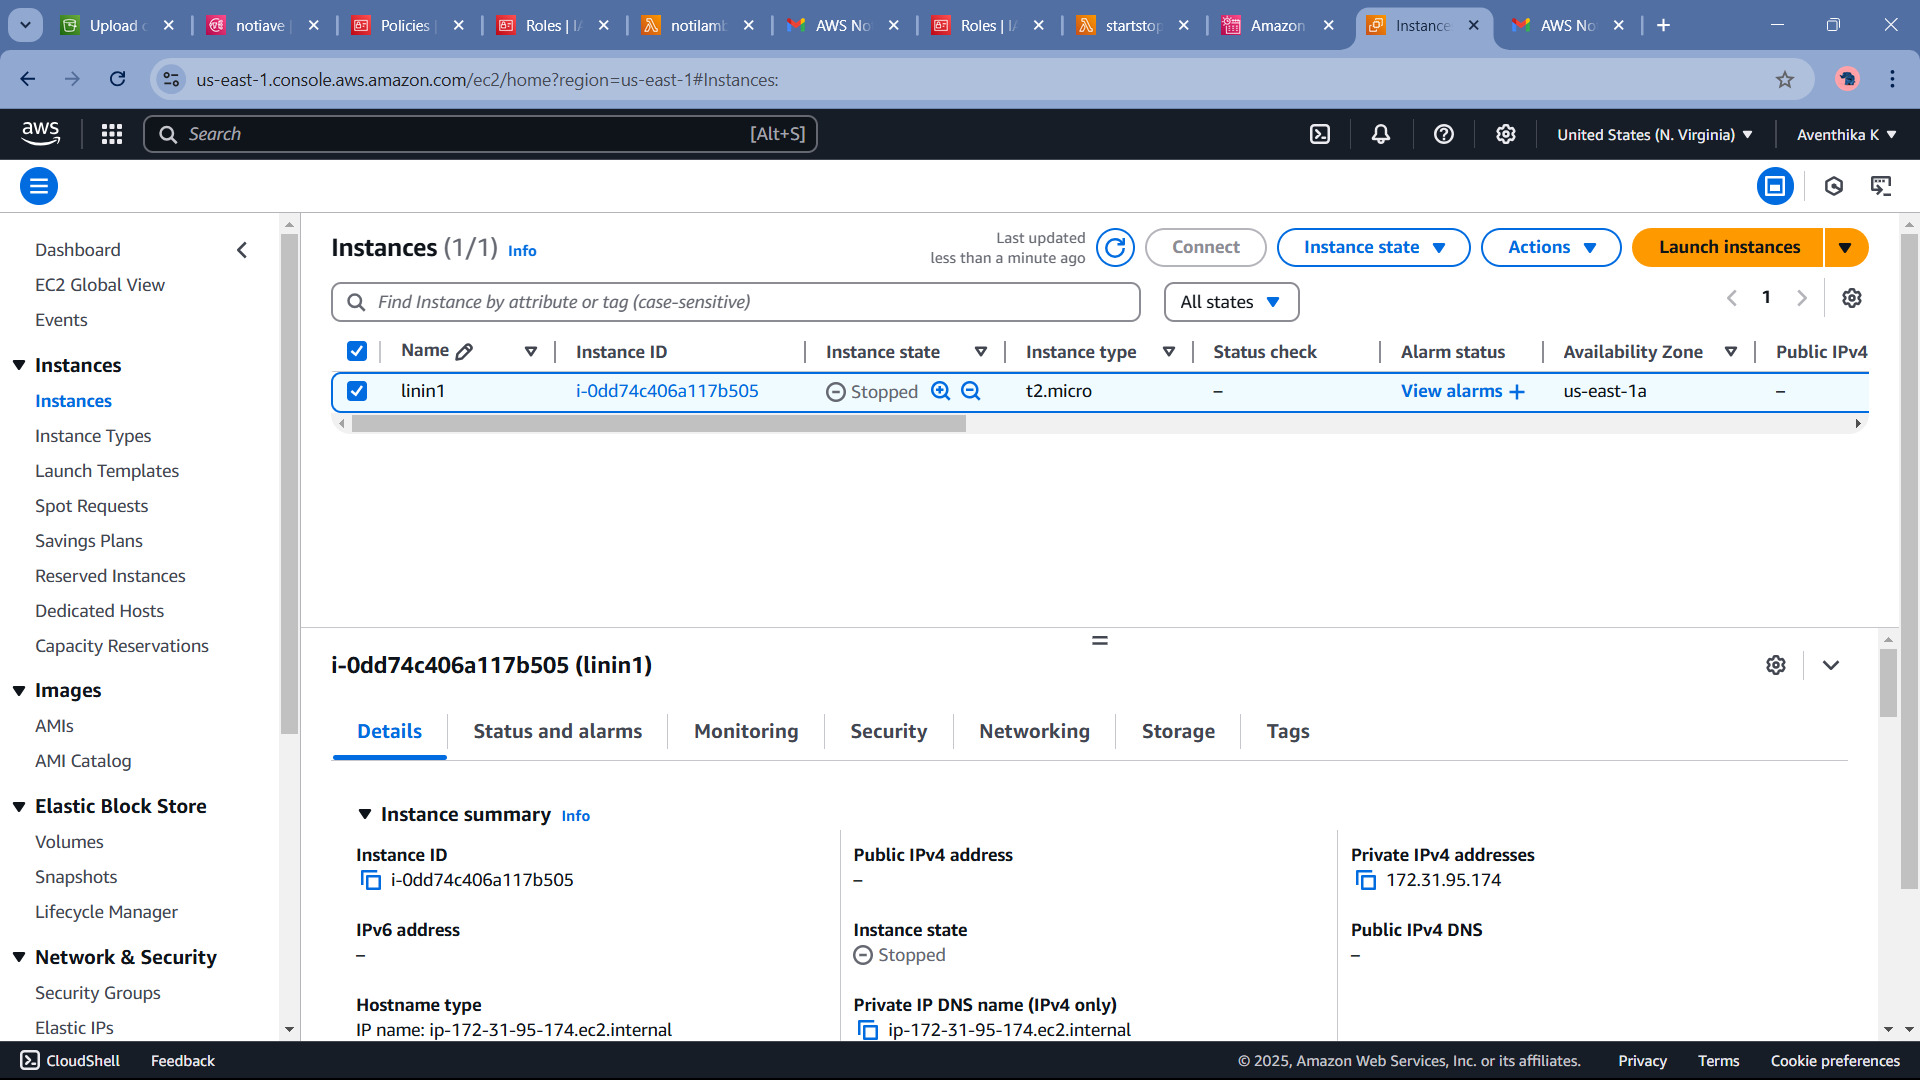 Upload
notiave
Policies
Roles | IA
notilamb
AWS No
Roles | IA
startstop
Amazon
Instance
AWS No
us-east-1.console.aws.amazon.com/ec2/home?region=us-east-1#Instances:
aws
Search
[Alt+S]
United States (N. Virginia)
Aventhika K
Dashboard
EC2 Global View
Events
Instances
Instances
Instance Types
Launch Templates
Spot Requests
Savings Plans
Reserved Instances
Dedicated Hosts
Capacity Reservations
Images
AMIs
AMI Catalog
Elastic Block Store
Volumes
Snapshots
Lifecycle Manager
Network & Security
Security Groups
Elastic IPs
Instances (1/1) Info
Last updated
less than a minute ago
Connect
Instance state
Actions
Launch instances
Find Instance by attribute or tag (case-sensitive)
All states
1
Name Instance ID Instance state Instance type Status check Alarm status Availability Zone Public IPv4
linin1 i-0dd74c406a117b505 Stopped t2.micro – View alarms + us-east-1a –
i-0dd74c406a117b505 (linin1)
Details Status and alarms Monitoring Security Networking Storage Tags
Instance summary Info
Instance ID
i-0dd74c406a117b505
Public IPv4 address
–
Private IPv4 addresses
172.31.95.174
IPv6 address
–
Instance state
Stopped
Public IPv4 DNS
–
Hostname type
IP name: ip-172-31-95-174.ec2.internal
Private IP DNS name (IPv4 only)
ip-172-31-95-174.ec2.internal
CloudShell Feedback
© 2025, Amazon Web Services, Inc. or its affiliates. Privacy Terms Cookie preferences